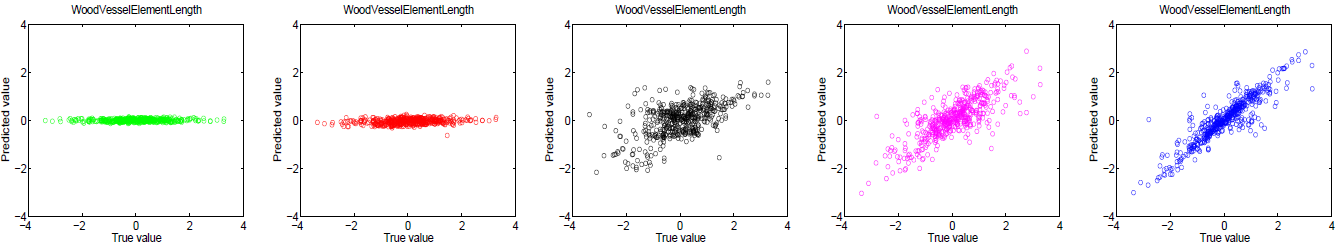 WoodVesselElementLength WoodVesselElementLength WoodVesselElementLength WoodVesselElementLength WoodVesselElementLength
4 4 4 4 4
2 2 2 2 2
Predicted value Predicted value Predicted value Predicted value Predicted value
0 0 0 0 0
−2 −2 −2 −2 −2
−4 −4 −4 −4 −4
−4 −2 0 2 4 −4 −2 0 2 4 −4 −2 0 2 4 −4 −2 0 2 4 −4 −2 0 2 4
True value True value True value True value True value